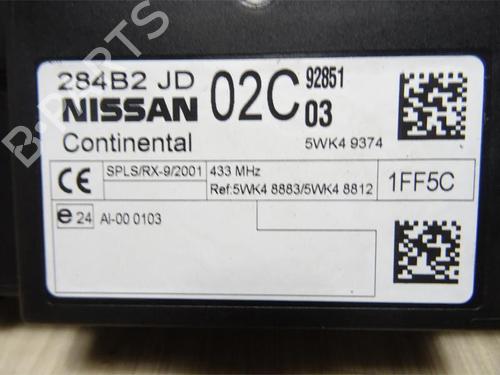 B-PARTS
284B2 JD
NISSAN
02C
92851
03
Continental
5WK4 9374
CE
SPLS/RX-9/2001
433 MHz
Ref:5WK4 8883/5WK4 8812
1FF5C
e 24
AI-00 0103